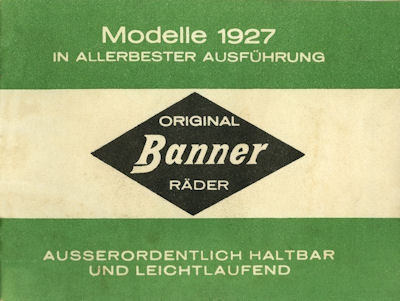 Modelle 1927
IN ALLERBESTER AUSFÜHRUNG
ORIGINAL
Banner
RÄDER
AUSSERORDENTLICH HALTBAR
UND LEICHTLAUFEND